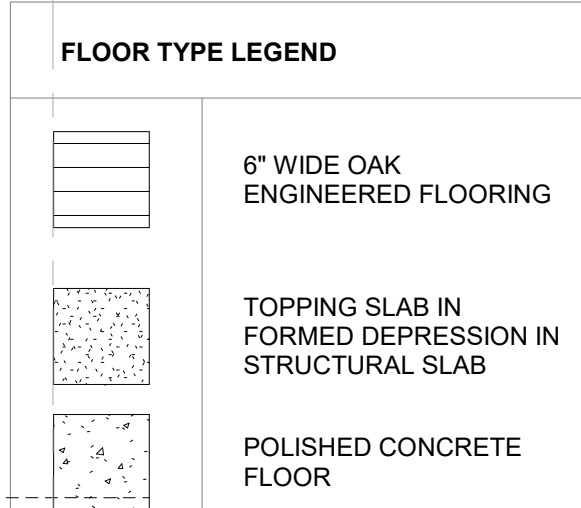 FLOOR TYPE LEGEND
6" WIDE OAK
ENGINEERED FLOORING
TOPPING SLAB IN
FORMED DEPRESSION IN
STRUCTURAL SLAB
POLISHED CONCRETE
FLOOR